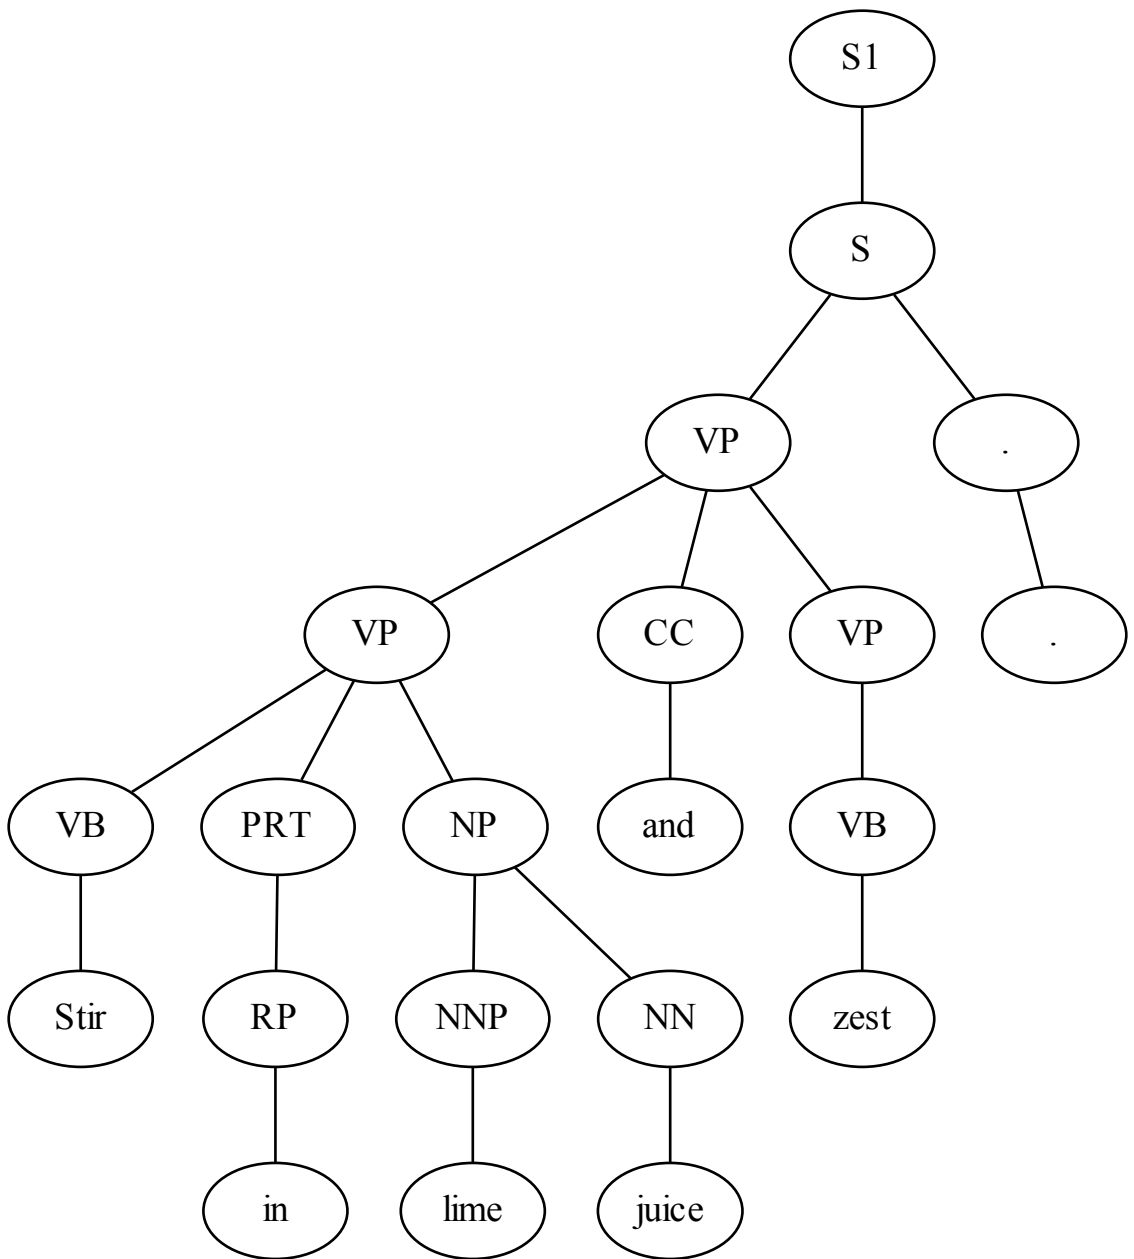 S1
S
VP .
VP CC VP .
VB PRT NP and VB
Stir RP NNP NN zest
in lime juice